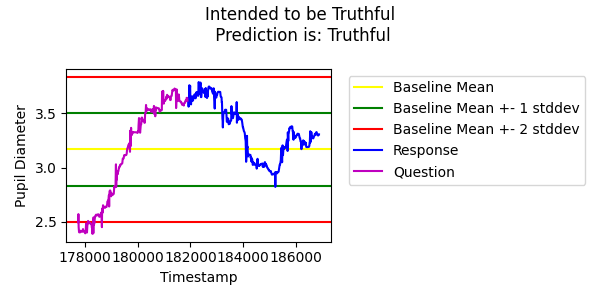 Intended to be Truthful
Prediction is: Truthful
Pupil Diameter
3.5
3.0
2.5
178000
180000
182000
184000
186000
Timestamp
Baseline Mean
Baseline Mean +- 1 stddev
Baseline Mean +- 2 stddev
Response
Question